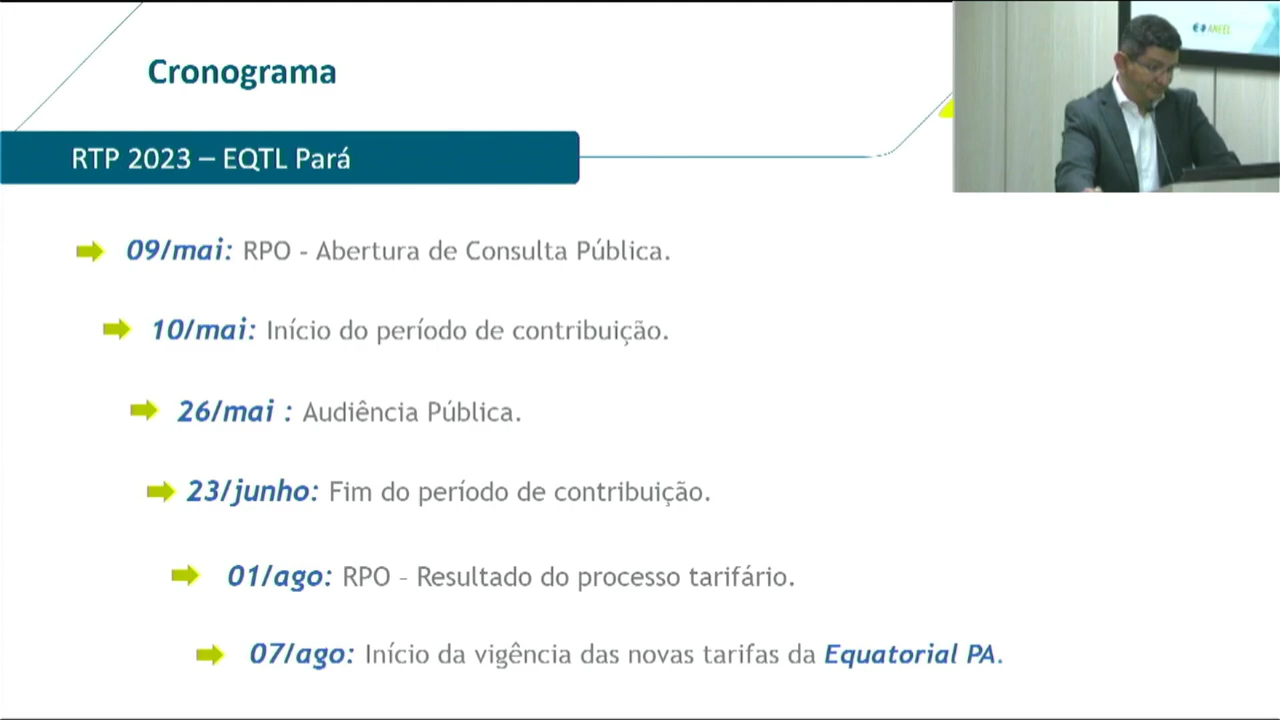 Cronograma
ANEEL
RTP 2023 – EQTL Pará
09/mai: RPO - Abertura de Consulta Pública.
10/mai: Início do período de contribuição.
26/mai : Audiência Pública.
23/junho: Fim do período de contribuição.
01/ago: RPO – Resultado do processo tarifário.
07/ago: Início da vigência das novas tarifas da Equatorial PA.